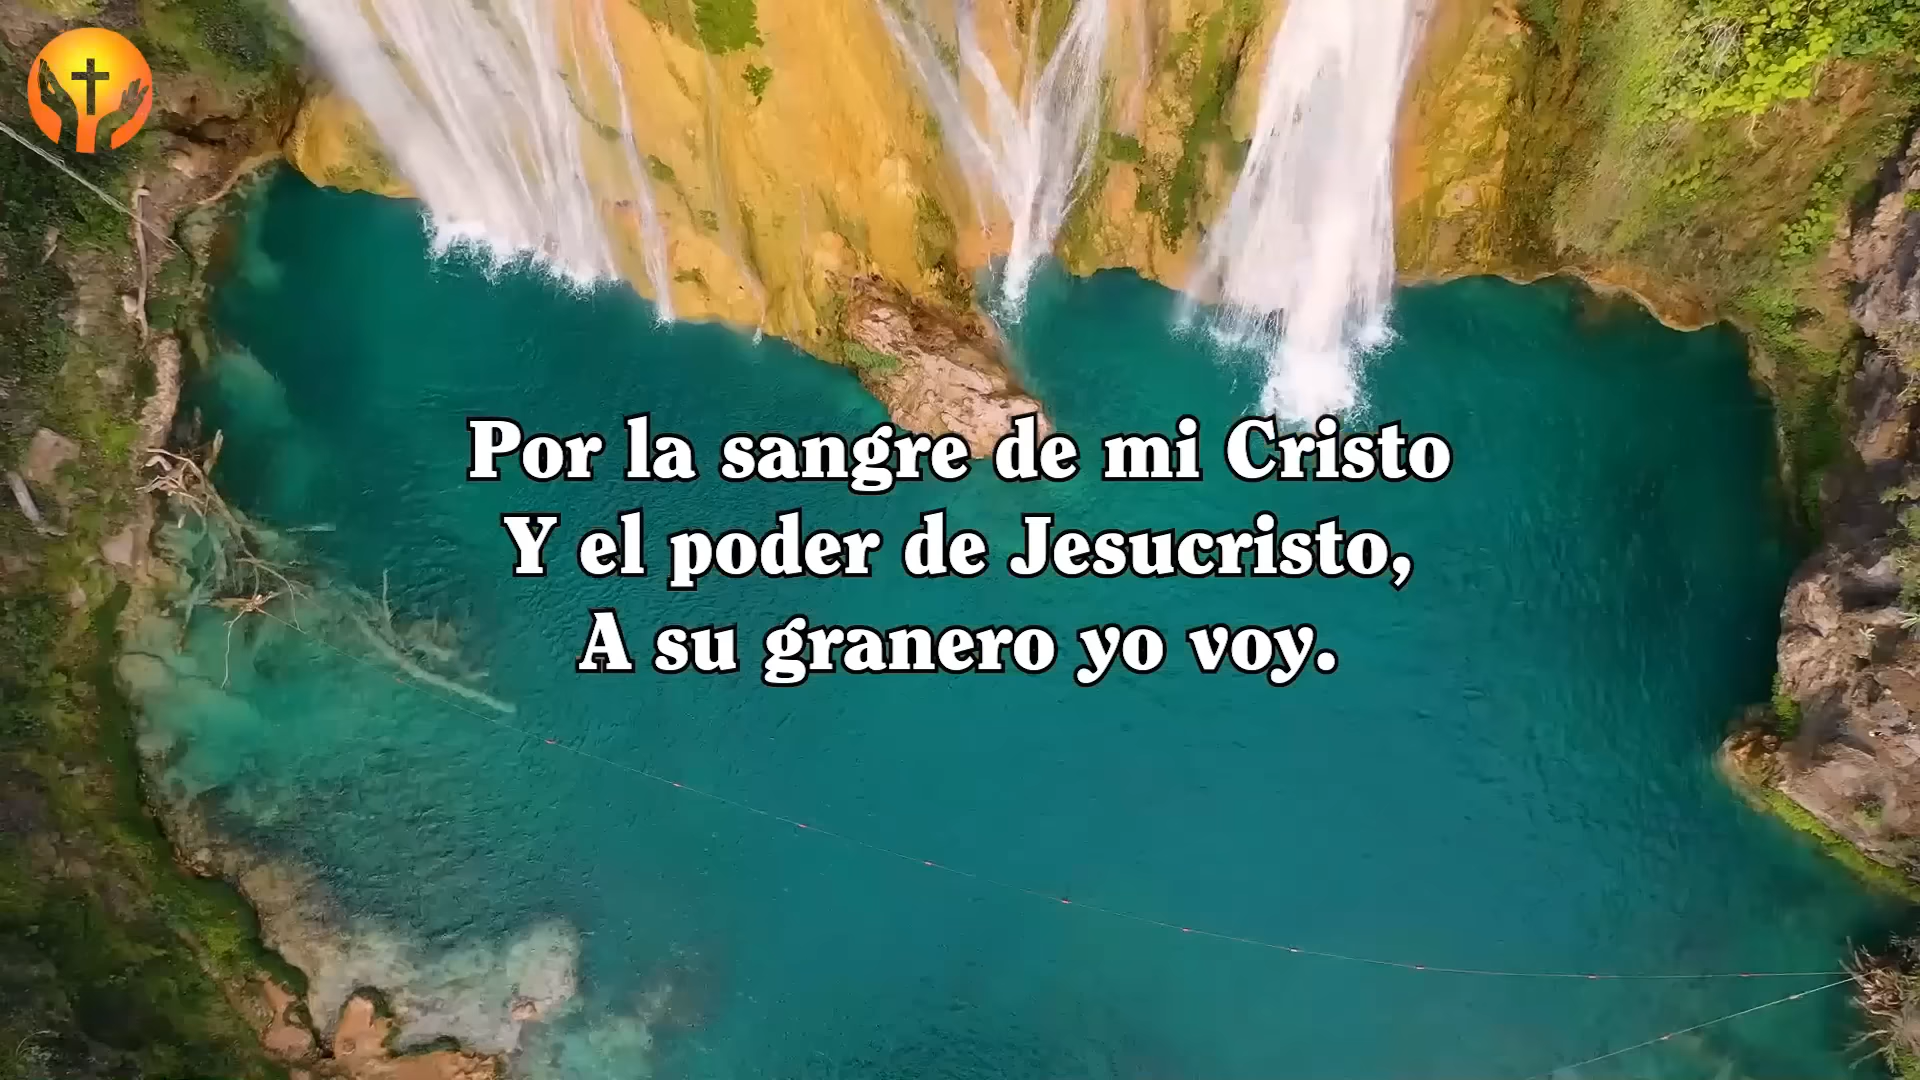 Por la sangre de mi Cristo
Y el poder de Jesucristo,
A su granero yo voy.